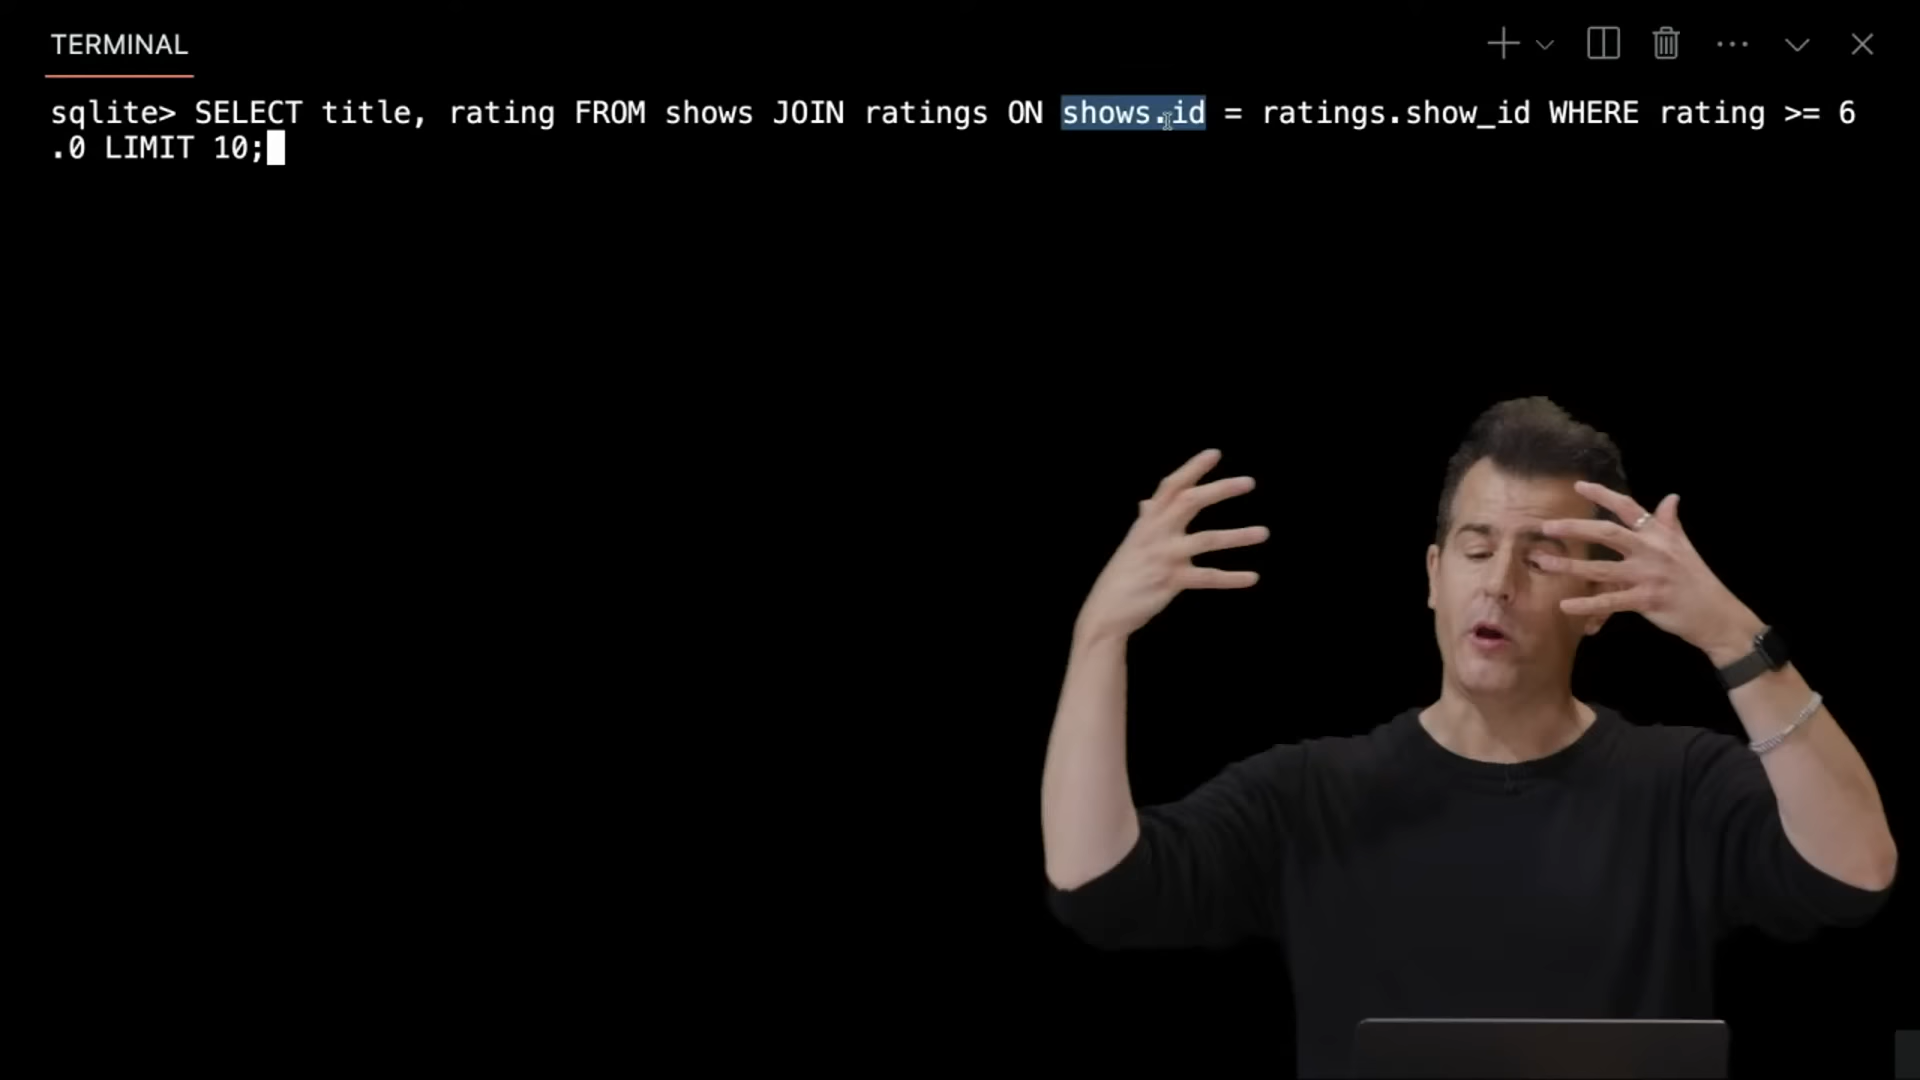 TERMINAL
sqlite> SELECT title, rating FROM shows JOIN ratings ON shows.id = ratings.show_id WHERE rating >= 6
.0 LIMIT 10;